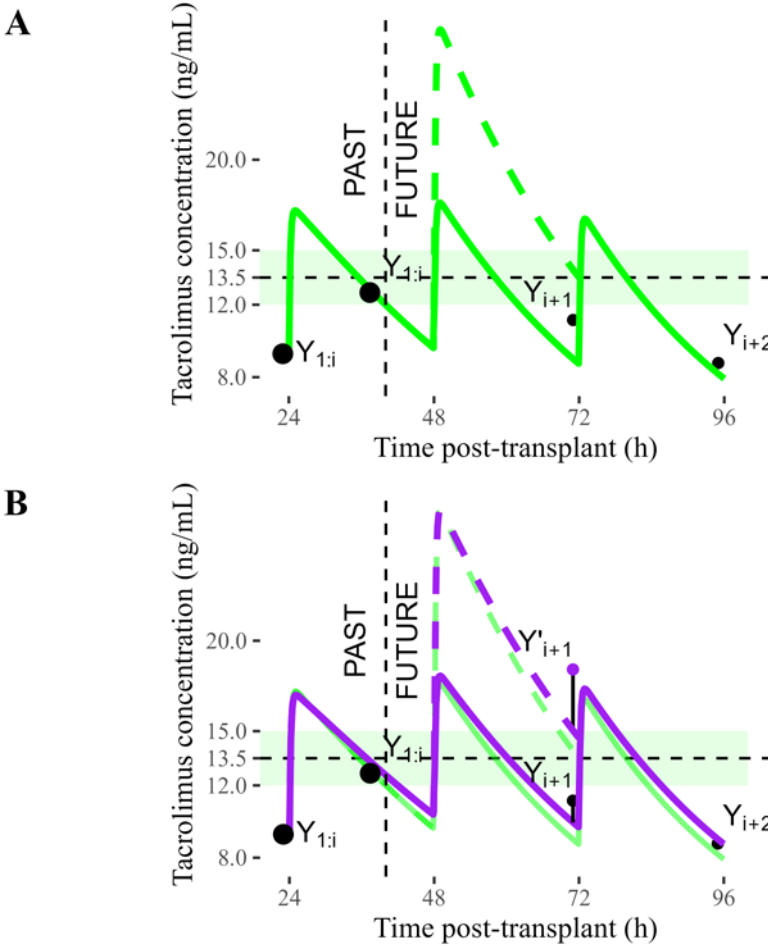 A
Tacrolimus concentration (ng/mL)
20.0
15.0
13.5
12.0
8.0
PAST
FUTURE
Y1:i
Y1:i
Yi+1
Yi+2
24
48
72
96
Time post-transplant (h)
B
Tacrolimus concentration (ng/mL)
20.0
15.0
13.5
12.0
8.0
PAST
FUTURE
Y'i+1
Y1:i
Yi+1
Y1:i
Yi+2
24
48
72
96
Time post-transplant (h)